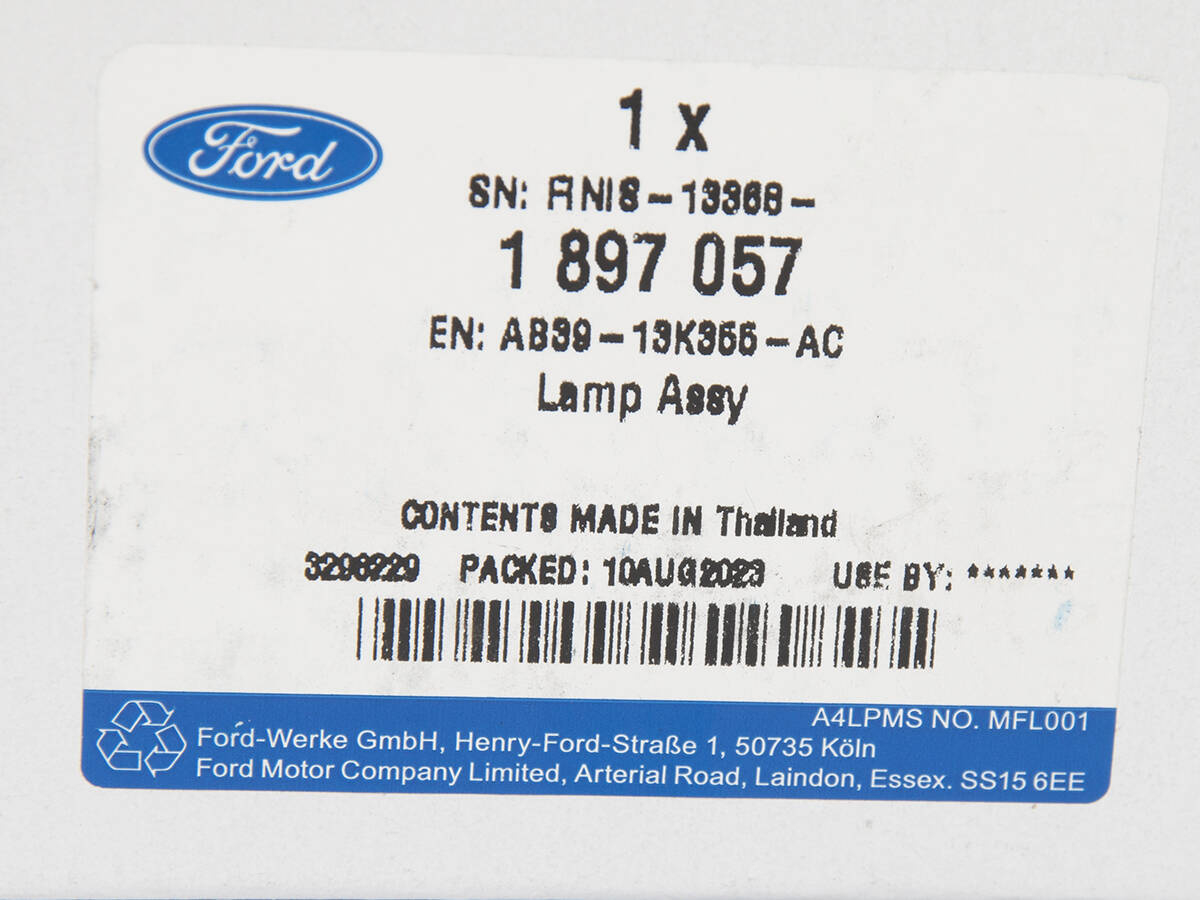 Ford
1 x
SN: FINIS-13368-
1 897 057
EN: AB39-13K355-AC
Lamp Assy
CONTENTS MADE IN Thailand
3296229 PACKED: 10AUG2023 USE BY: *******
A4LPMS NO. MFL001
Ford-Werke GmbH, Henry-Ford-Straße 1, 50735 Köln
Ford Motor Company Limited, Arterial Road, Laindon, Essex. SS15 6EE